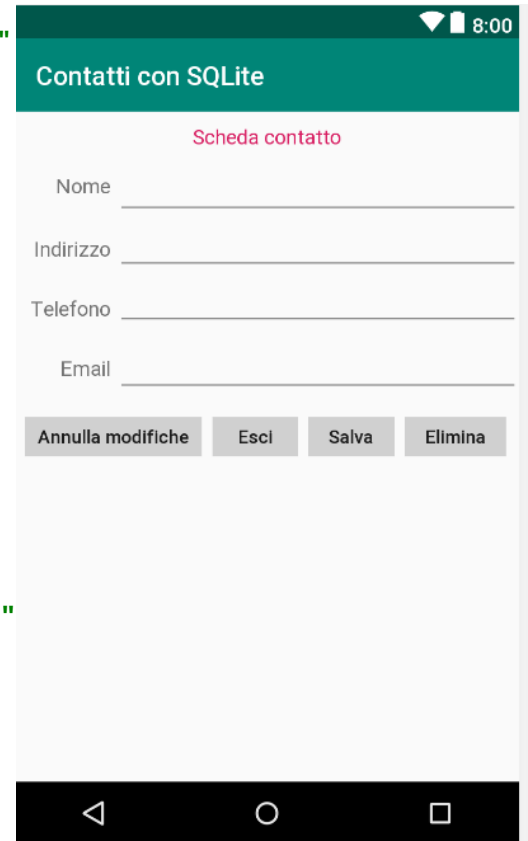 "
8:00
Contatti con SQLite
Scheda contatto
Nome
Indirizzo
Telefono
Email
Annulla modifiche Esci Salva Elimina
"